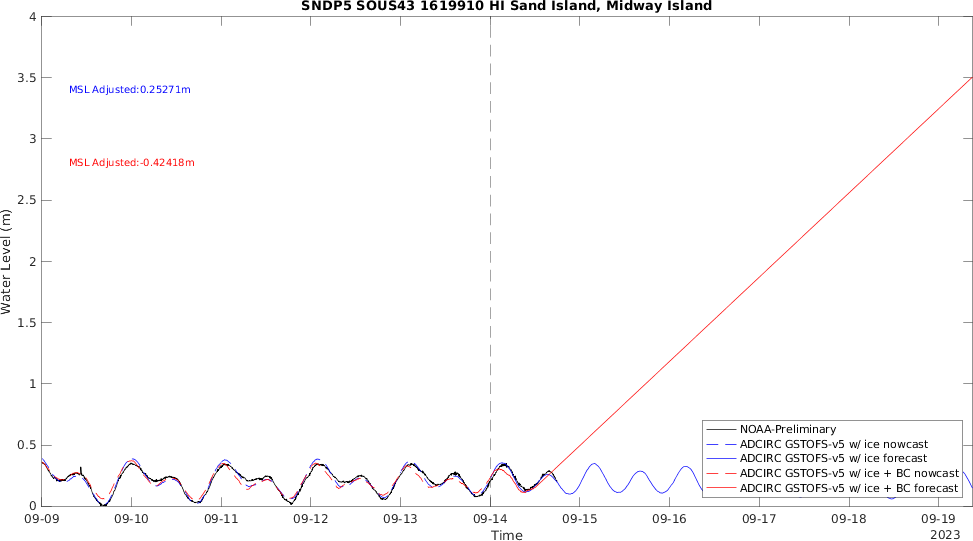 SNDP5 SOUS43 1619910 HI Sand Island, Midway Island
4
3.5
3
2.5
2
1.5
1
0.5
0
Water Level (m)
MSL Adjusted:0.25271m
MSL Adjusted:-0.42418m
NOAA-Preliminary
ADCIRC GSTOFS-v5 w/ ice nowcast
ADCIRC GSTOFS-v5 w/ ice forecast
ADCIRC GSTOFS-v5 w/ ice + BC nowcast
ADCIRC GSTOFS-v5 w/ ice + BC forecast
09-09 09-10 09-11 09-12 09-13 09-14 09-15 09-16 09-17 09-18 09-19
2023
Time